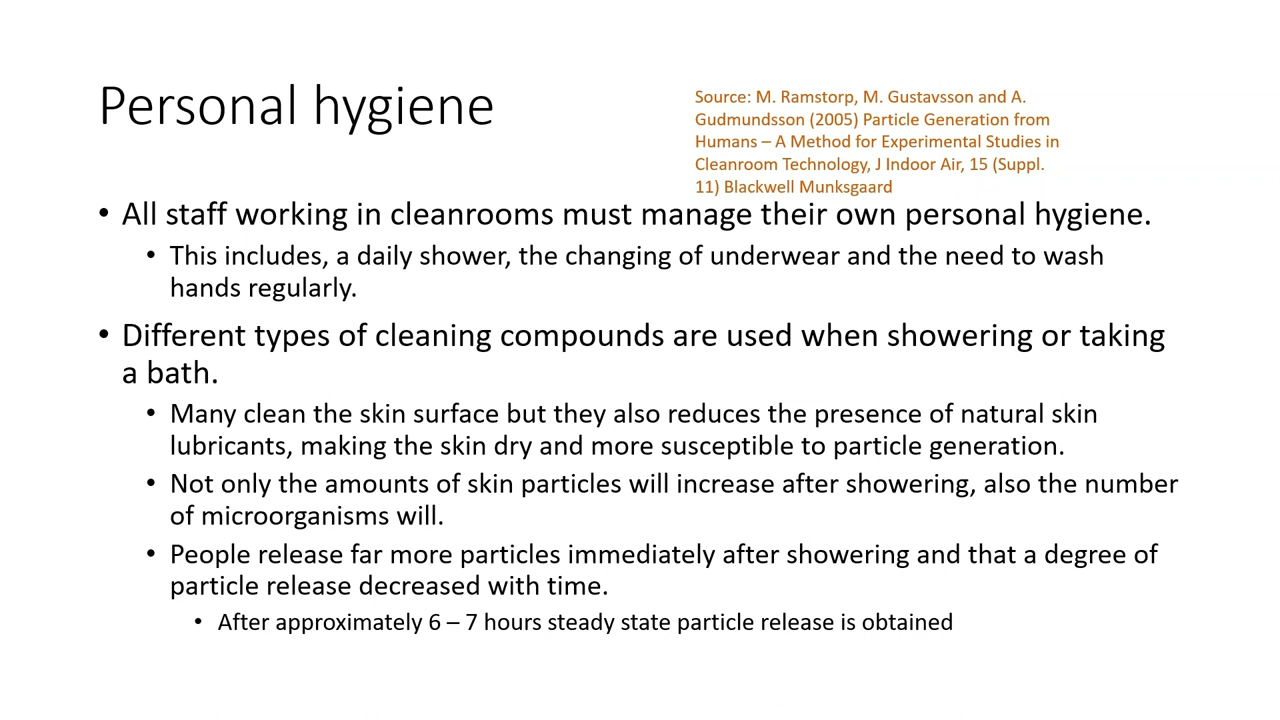 Personal hygiene
Source: M. Ramstorp, M. Gustavsson and A.
Gudmundsson (2005) Particle Generation from
Humans – A Method for Experimental Studies in
Cleanroom Technology, J Indoor Air, 15 (Suppl.
11) Blackwell Munksgaard
• All staff working in cleanrooms must manage their own personal hygiene.
• This includes, a daily shower, the changing of underwear and the need to wash
hands regularly.
• Different types of cleaning compounds are used when showering or taking
a bath.
• Many clean the skin surface but they also reduces the presence of natural skin
lubricants, making the skin dry and more susceptible to particle generation.
• Not only the amounts of skin particles will increase after showering, also the number
of microorganisms will.
• People release far more particles immediately after showering and that a degree of
particle release decreased with time.
• After approximately 6 – 7 hours steady state particle release is obtained